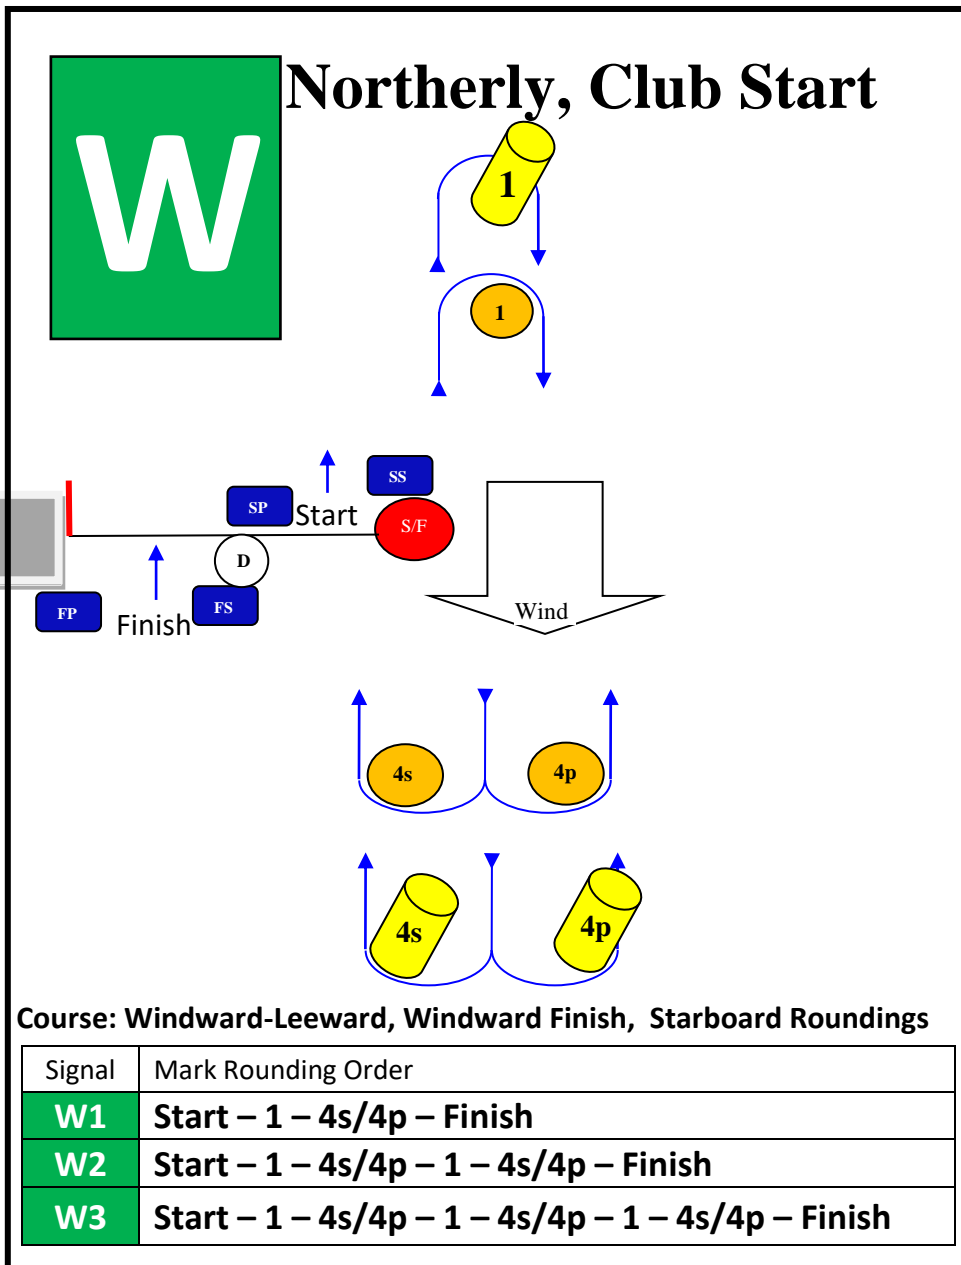 W
Northerly, Club Start
1
1
SS
SP
Start
S/F
D
FP
FS
Finish
Wind
4s
4p
4s
4p
Course: Windward-Leeward, Windward Finish, Starboard Roundings
Signal Mark Rounding Order
W1 Start – 1 – 4s/4p – Finish
W2 Start – 1 – 4s/4p – 1 – 4s/4p – Finish
W3 Start – 1 – 4s/4p – 1 – 4s/4p – 1 – 4s/4p – Finish